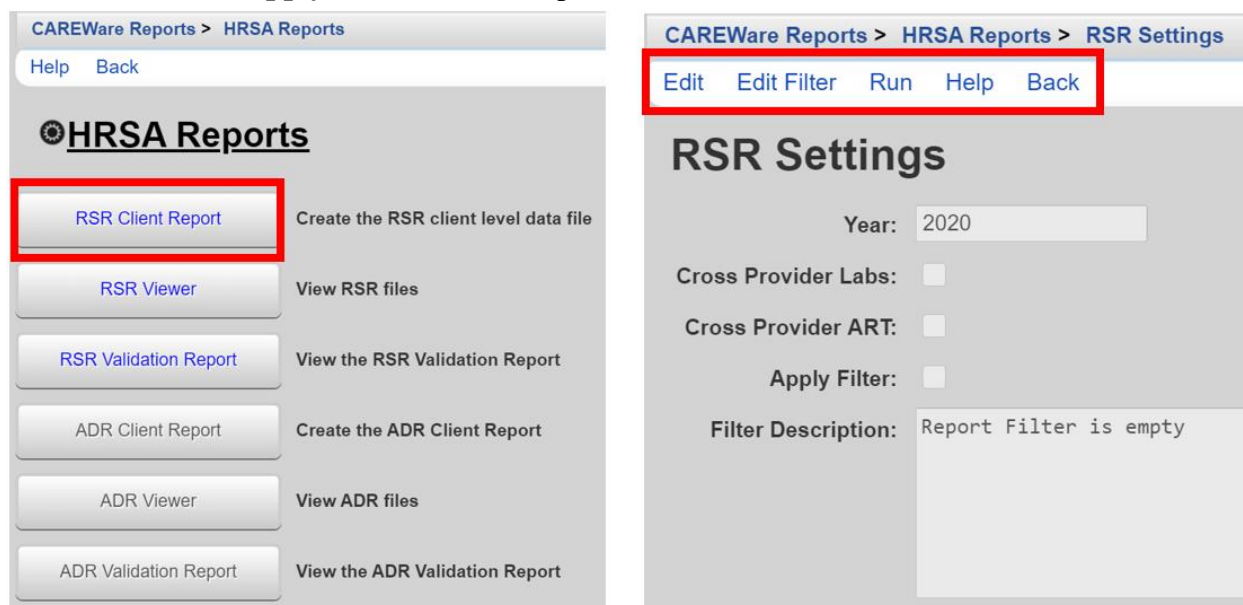 CAREWare Reports > HRSA Reports
Help Back
HRSA Reports
RSR Client Report Create the RSR client level data file
RSR Viewer View RSR files
RSR Validation Report View the RSR Validation Report
ADR Client Report Create the ADR Client Report
ADR Viewer View ADR files
ADR Validation Report View the ADR Validation Report
CAREWare Reports > HRSA Reports > RSR Settings
Edit Edit Filter Run Help Back
RSR Settings
Year: 2020
Cross Provider Labs:
Cross Provider ART:
Apply Filter:
Filter Description: Report Filter is empty